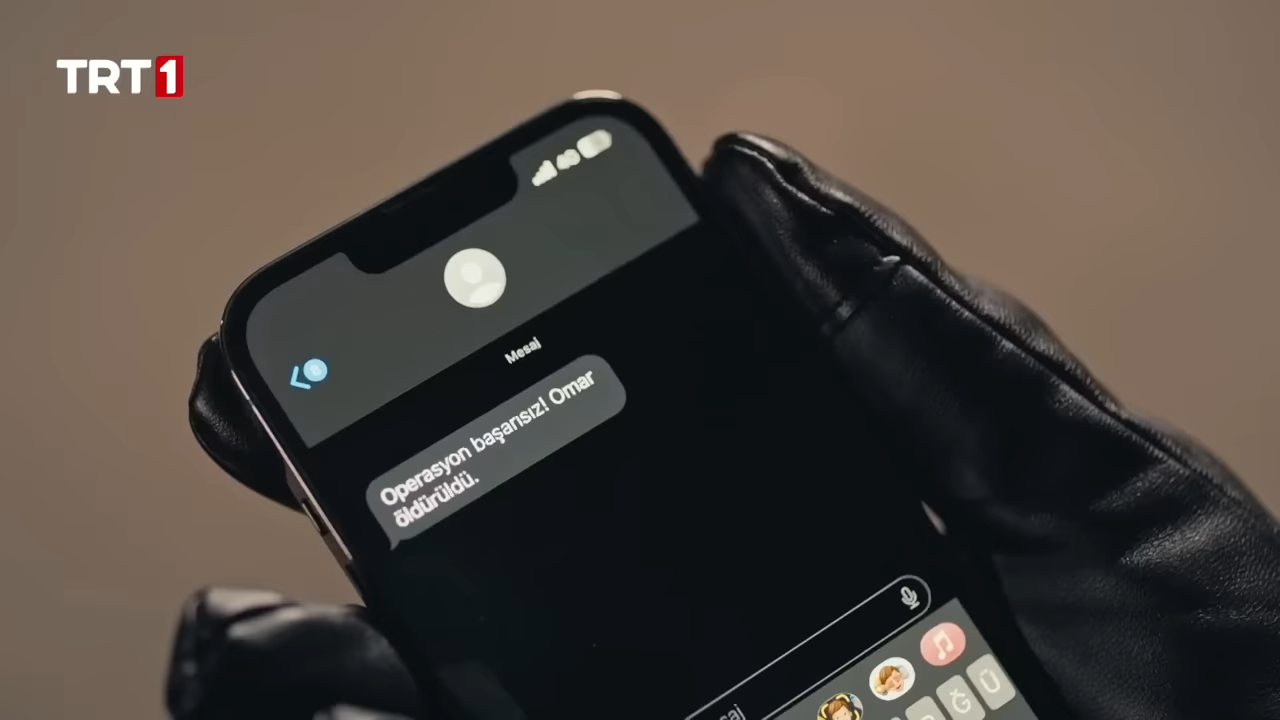 TRT1
Mesaj
Operasyon başarısız! Omar
öldürüldü.
Ğ Ü